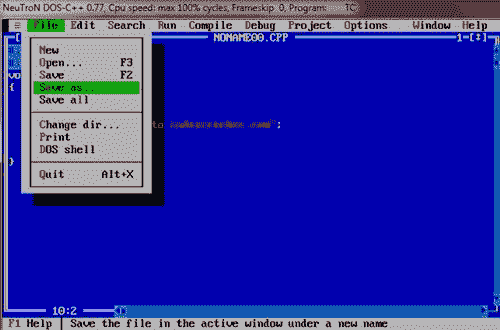 NeuTroN DOS-C++ 0.77, Cpu speed: max 100% cycles, Frameskip 0, Program: TC
≡ File Edit Search Run Compile Debug Project Options Window Help
NONAME00.CPP 1=[↕]
New
Open... F3
Save F2
Save as...
Save all
Change dir...
Print
DOS shell
Quit Alt+X
{
to
";
}
10:2
F1 Help | Save the file in the active window under a new name